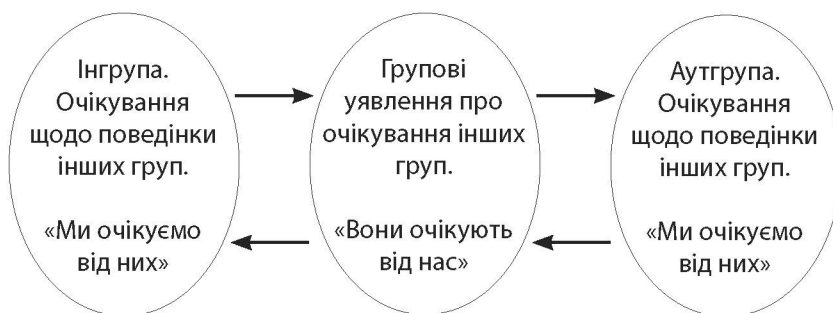 Інгрупа.
Очікування
щодо поведінки
інших груп.
«Ми очікуємо
від них»
Групові
уявлення про
очікування інших
груп.
«Вони очікують
від нас»
Аутгрупа.
Очікування
щодо поведінки
інших груп.
«Ми очікуємо
від них»